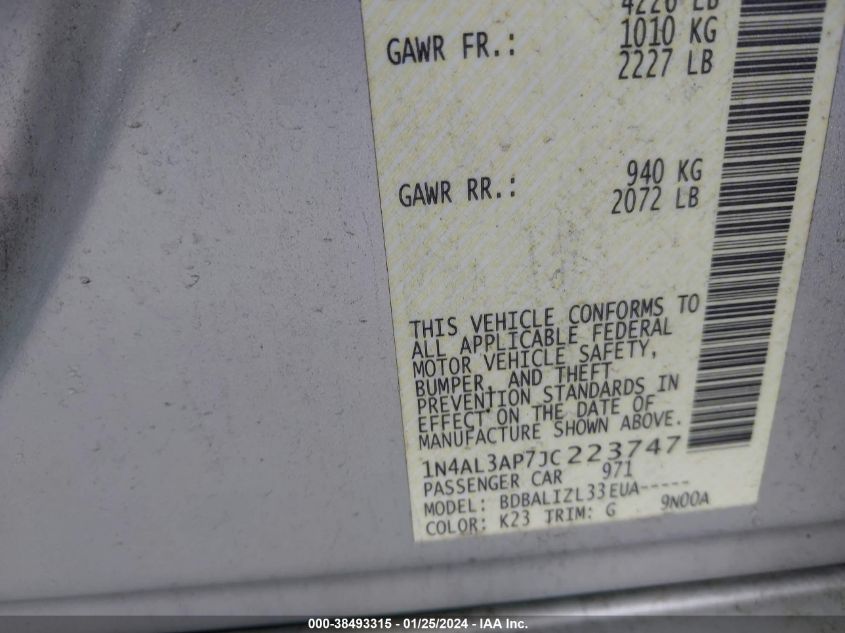 4226 LB
GAWR FR.: 1010 KG
2227 LB
GAWR RR.: 940 KG
2072 LB
THIS VEHICLE CONFORMS TO
ALL APPLICABLE FEDERAL
MOTOR VEHICLE SAFETY,
BUMPER, AND THEFT
PREVENTION STANDARDS IN
EFFECT ON THE DATE OF
MANUFACTURE SHOWN ABOVE.
1N4AL3AP7JC223747
PASSENGER CAR 971
MODEL: BDBALIZL33EUA-----
COLOR: K23 TRIM: G 9N00A
000-38493315 - 01/25/2024 - IAA Inc.